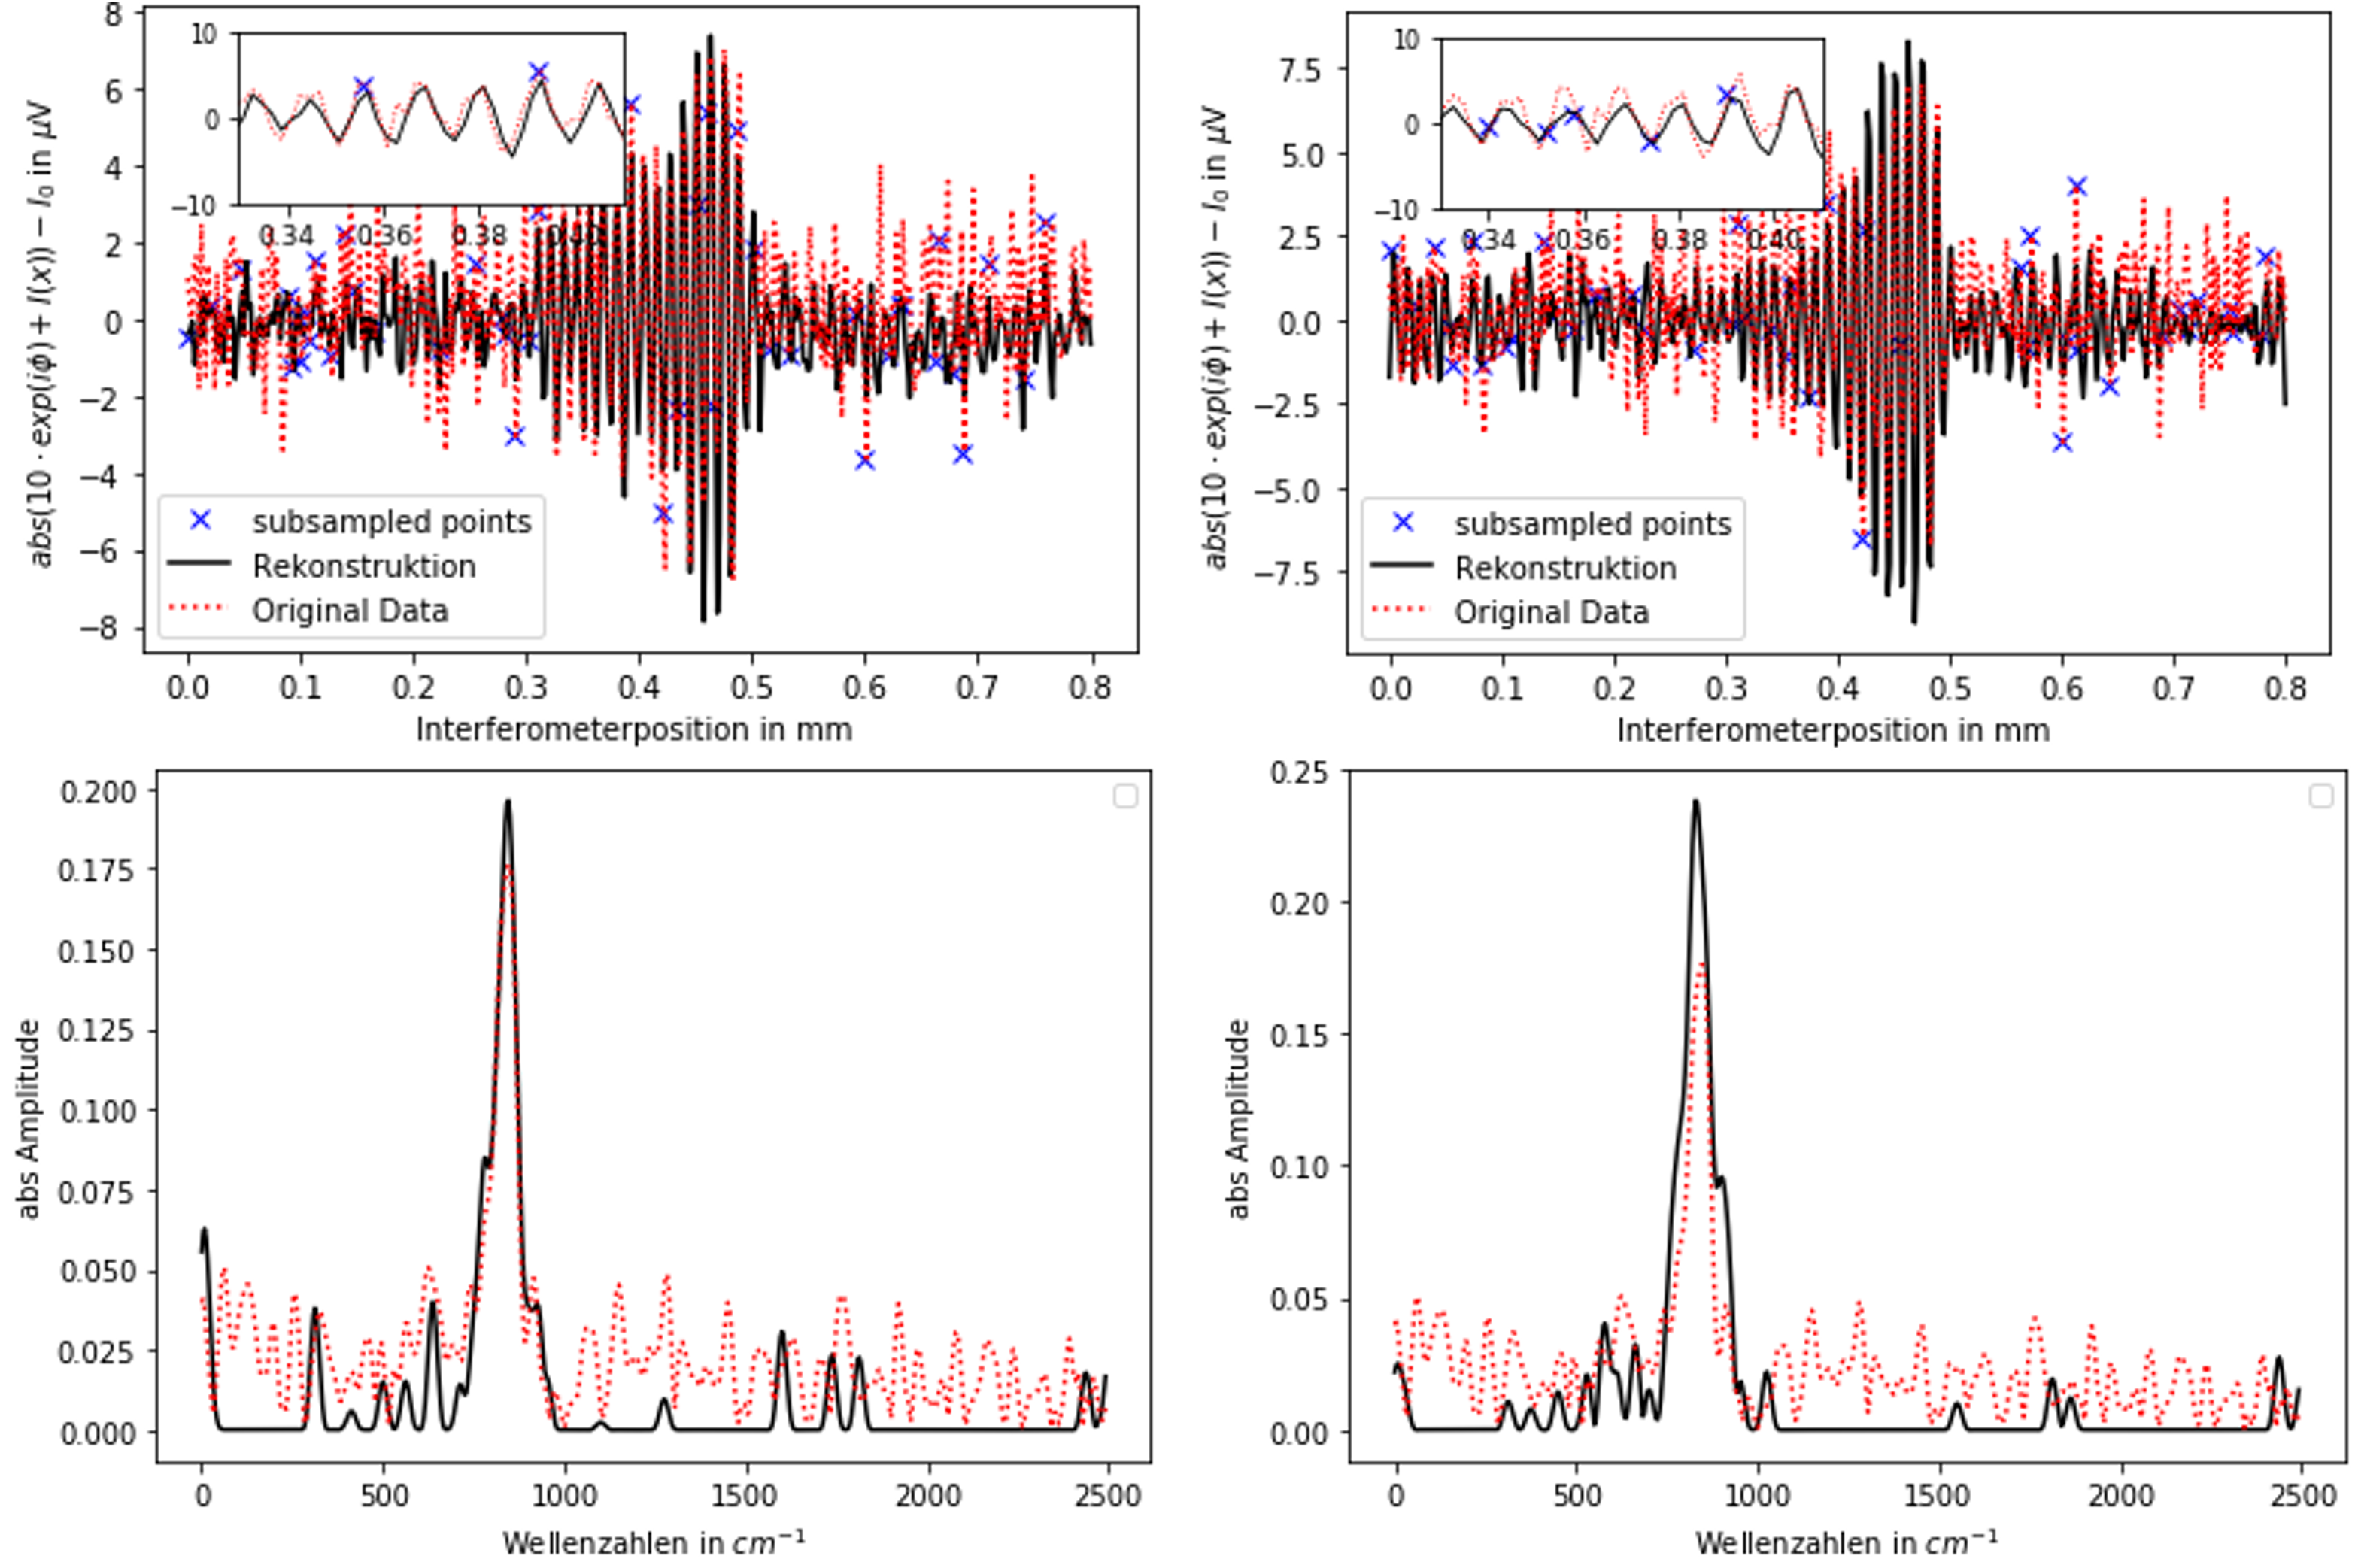 abs(10 · exp(iϕ) + I(x)) − I₀ in μV
8
6
4
2
0
−2
−4
−6
−8
10
0
−10
0.34 0.36 0.38 0.40
subsampled points
Rekonstruktion
Original Data
0.0 0.1 0.2 0.3 0.4 0.5 0.6 0.7 0.8
Interferometerposition in mm
abs(10 · exp(iϕ) + I(x)) − I₀ in μV
7.5
5.0
2.5
0.0
−2.5
−5.0
−7.5
10
0
−10
0.34 0.36 0.38 0.40
subsampled points
Rekonstruktion
Original Data
0.0 0.1 0.2 0.3 0.4 0.5 0.6 0.7 0.8
Interferometerposition in mm
abs Amplitude
0.200
0.175
0.150
0.125
0.100
0.075
0.050
0.025
0.000
0 500 1000 1500 2000 2500
Wellenzahlen in cm⁻¹
abs Amplitude
0.25
0.20
0.15
0.10
0.05
0.00
0 500 1000 1500 2000 2500
Wellenzahlen in cm⁻¹